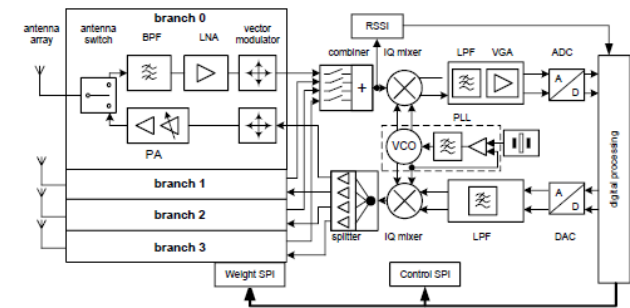 branch 0
RSSI
antenna
array
antenna
switch
BPF
LNA
vector
modulator
combiner
IQ mixer
LPF
VGA
ADC
+
A
D
PLL
VCO
PA
digital processing
branch 1
branch 2
branch 3
splitter
IQ mixer
LPF
A
D
DAC
Weight SPI
Control SPI